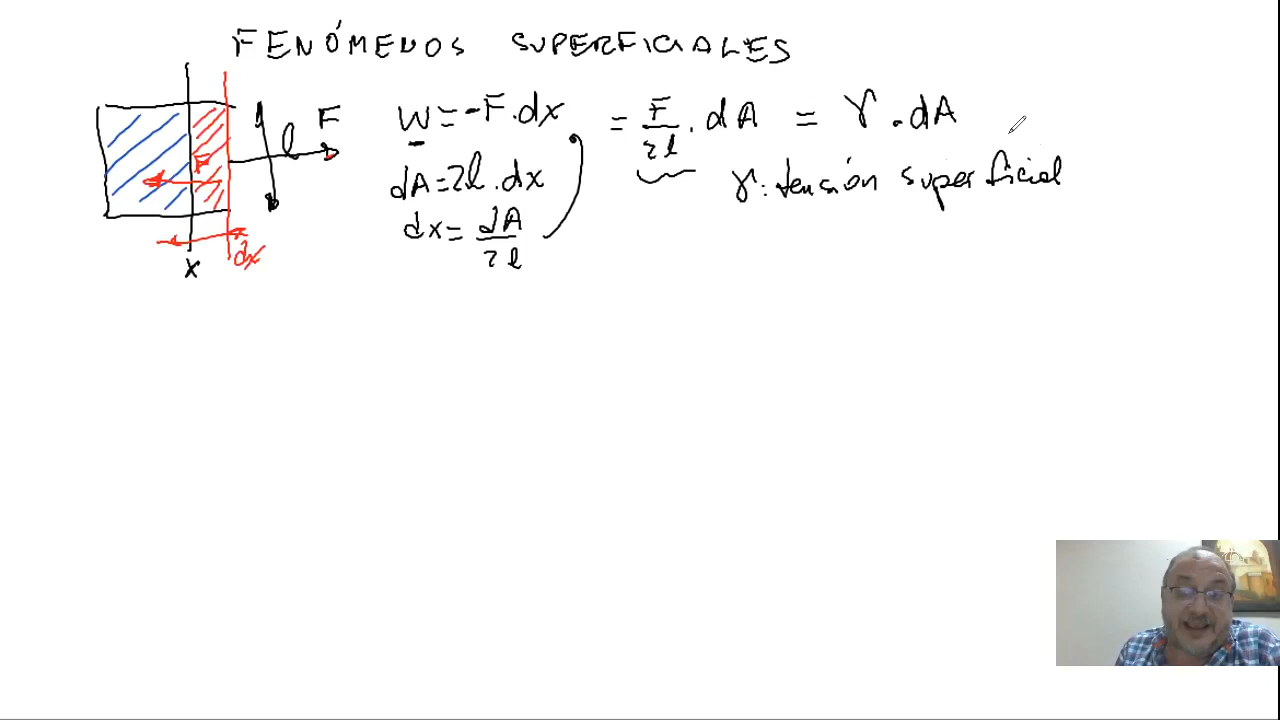 FENÓMENOS SUPERFICIALES
W = -F.dx = F/2l . dA = γ . dA
dA = 2l . dx
γ: tensión superficial
dx = dA/2l
F
l
F
x
dx